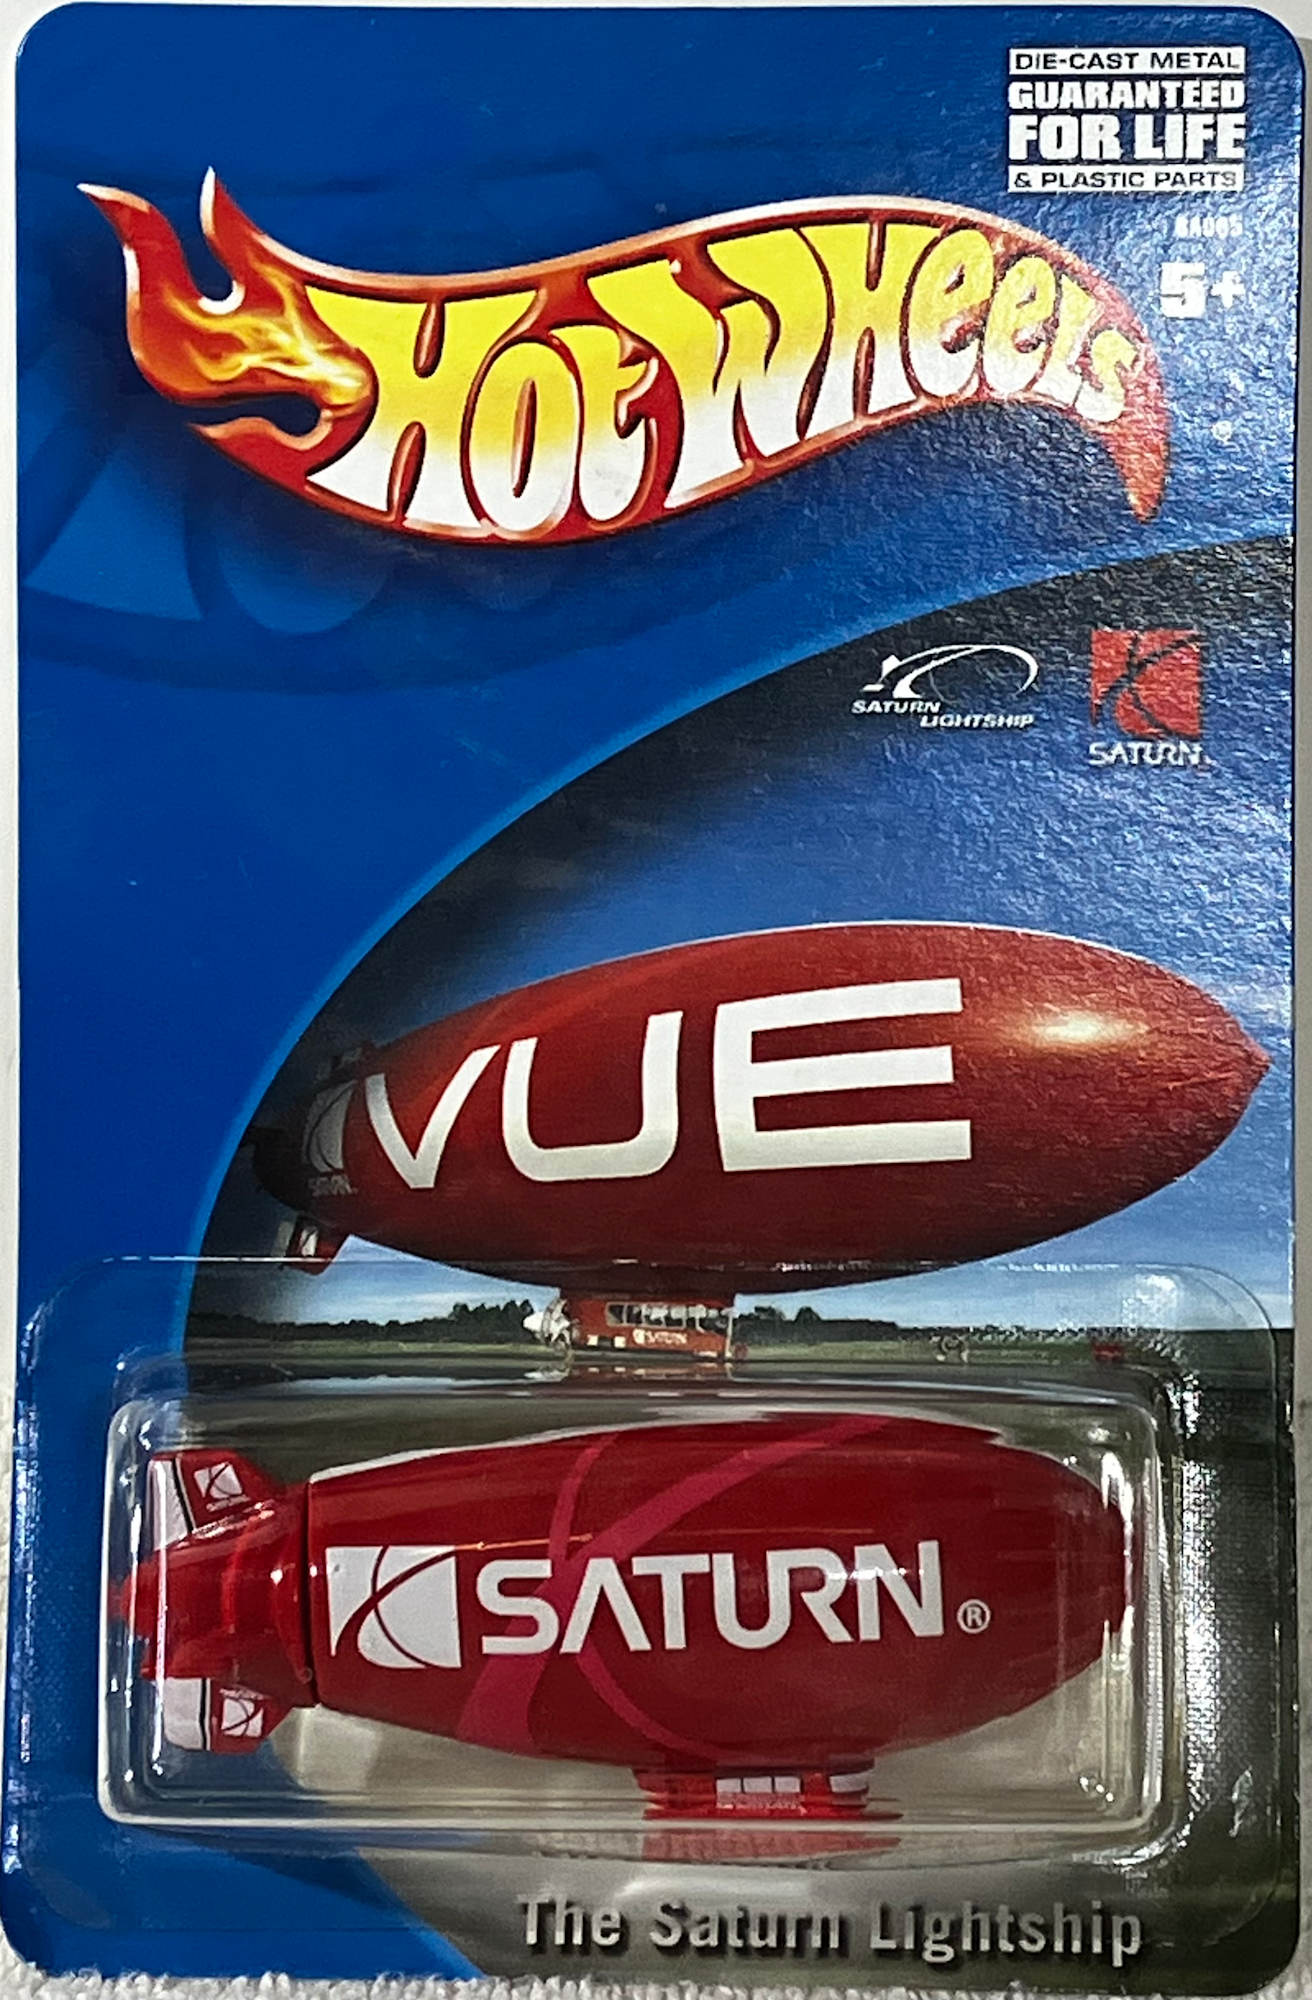 DIE-CAST METAL
GUARANTEED
FOR LIFE
& PLASTIC PARTS
5+
HOT WHEELS
®
SATURN
LIGHTSHIP
SATURN
VUE
SATURN
SATURN®
The Saturn Lightship